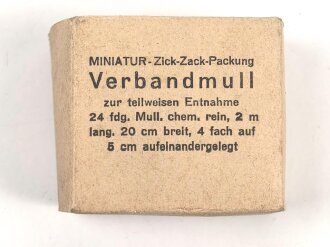 MINIATUR-Zick-Zack-Packung
Verbandmull
zur teilweisen Entnahme
24 fdg. Mull. chem. rein, 2 m
lang. 20 cm breit, 4 fach auf
5 cm aufeinandergelegt